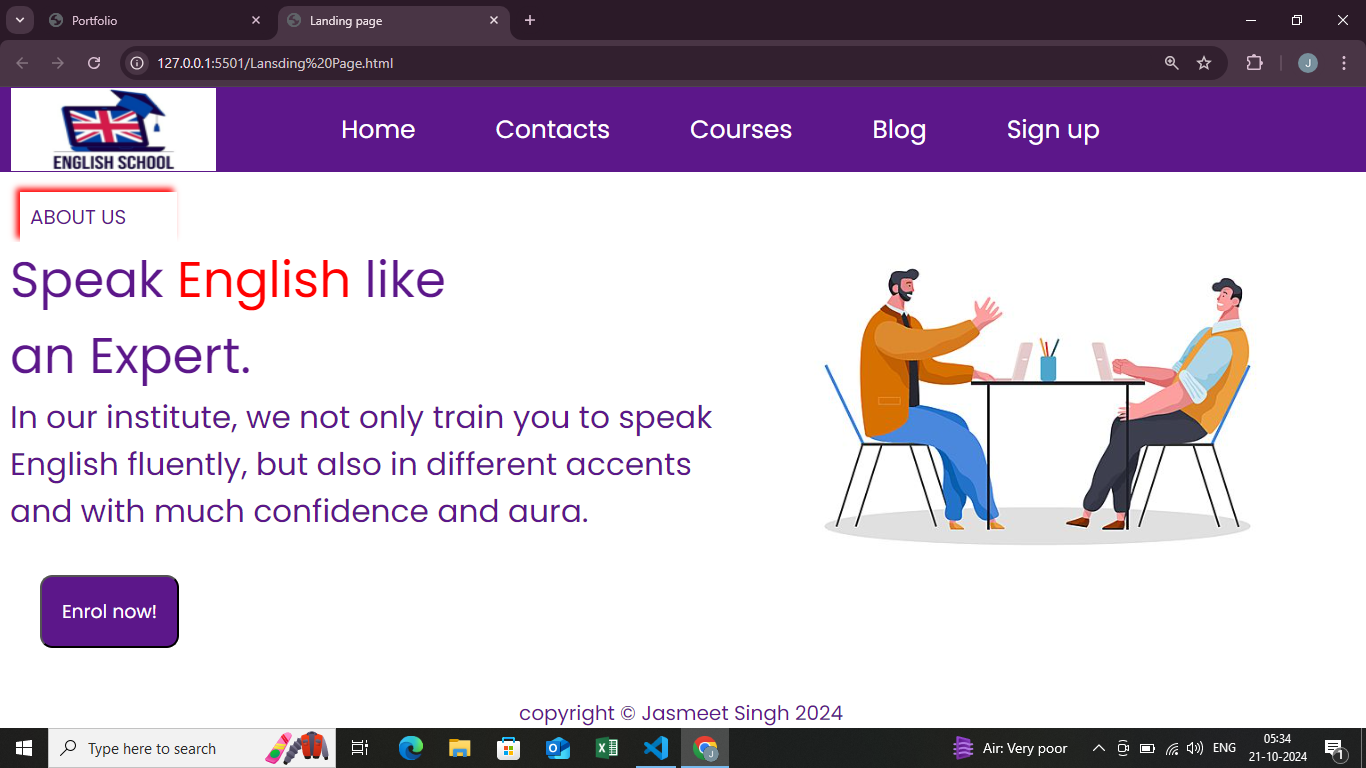 Portfolio
Landing page
127.0.0.1:5501/Lansding%20Page.html
J
ENGLISH SCHOOL
Home Contacts Courses Blog Sign up
ABOUT US
Speak English like
an Expert.
In our institute, we not only train you to speak
English fluently, but also in different accents
and with much confidence and aura.
Enrol now!
copyright © Jasmeet Singh 2024
Type here to search
Air: Very poor
ENG
05:34
21-10-2024
1